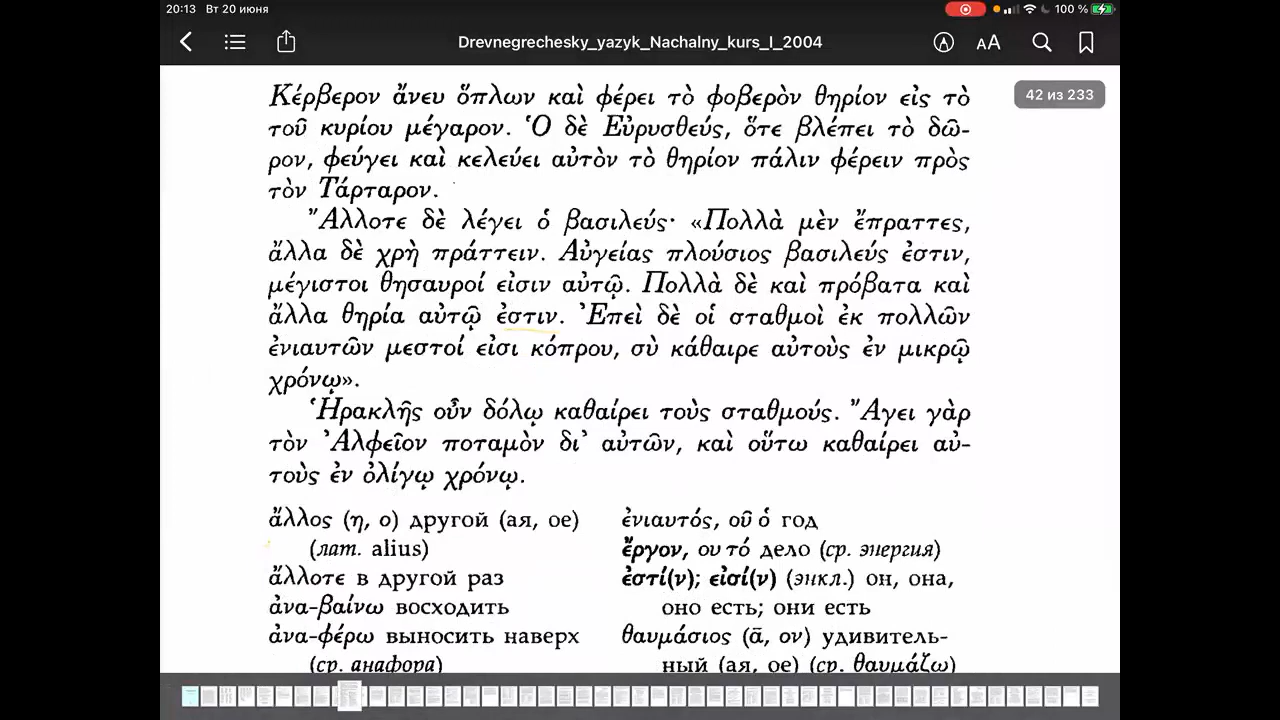 20:13 Вт 20 июня 100 %
Drevnegrechesky_yazyk_Nachalny_kurs_I_2004
AA
42 из 233
Κέρβερον ἄνευ ὅπλων καὶ φέρει τὸ φοβερὸν θηρίον εἰς τὸ
τοῦ κυρίου μέγαρον. Ὁ δὲ Εὐρυσθεύς, ὅτε βλέπει τὸ δῶ-
ρον, φεύγει καὶ κελεύει αὐτὸν τὸ θηρίον πάλιν φέρειν πρὸς
τὸν Τάρταρον.
Ἄλλοτε δὲ λέγει ὁ βασιλεύς· «Πολλὰ μὲν ἔπραττες,
ἄλλα δὲ χρὴ πράττειν. Αὐγείας πλούσιος βασιλεύς ἐστιν,
μέγιστοι θησαυροί εἰσιν αὐτῷ. Πολλὰ δὲ καὶ πρόβατα καὶ
ἄλλα θηρία αὐτῷ ἐστιν. Ἐπεὶ δὲ οἱ σταθμοὶ ἐκ πολλῶν
ἐνιαυτῶν μεστοί εἰσι κόπρου, σὺ κάθαιρε αὐτοὺς ἐν μικρῷ
χρόνῳ».
Ἡρακλῆς οὖν δόλῳ καθαίρει τοὺς σταθμούς. Ἄγει γὰρ
τὸν Ἀλφεῖον ποταμὸν δι' αὐτῶν, καὶ οὕτω καθαίρει αὐ-
τοὺς ἐν ὀλίγῳ χρόνῳ.
ἄλλος (η, ο) другой (ая, ое)
(лат. alius)
ἄλλοτε в другой раз
ἀνα-βαίνω восходить
ἀνα-φέρω выносить наверх
(ср. анафора)
ἐνιαυτός, οῦ ὁ год
ἔργον, ου τό дело (ср. энергия)
ἐστί(ν); εἰσί(ν) (энкл.) он, она,
оно есть; они есть
θαυμάσιος (ᾱ, ον) удивитель-
ный (ая, ое) (ср. θαυμάζω)